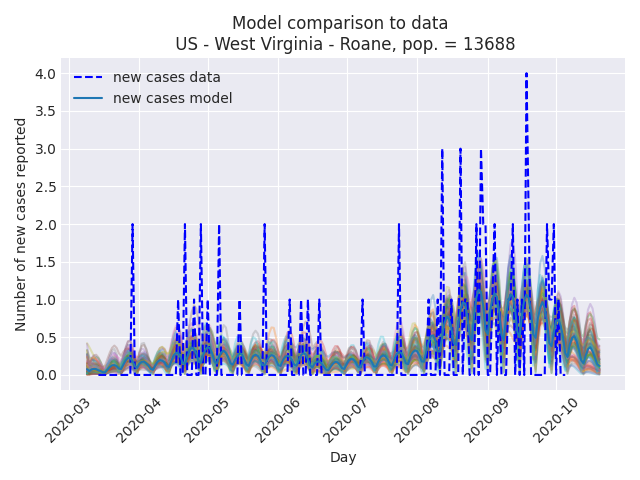 Model comparison to data
US - West Virginia - Roane, pop. = 13688
new cases data
new cases model
Number of new cases reported
4.0
3.5
3.0
2.5
2.0
1.5
1.0
0.5
0.0
2020-03
2020-04
2020-05
2020-06
2020-07
2020-08
2020-09
2020-10
Day